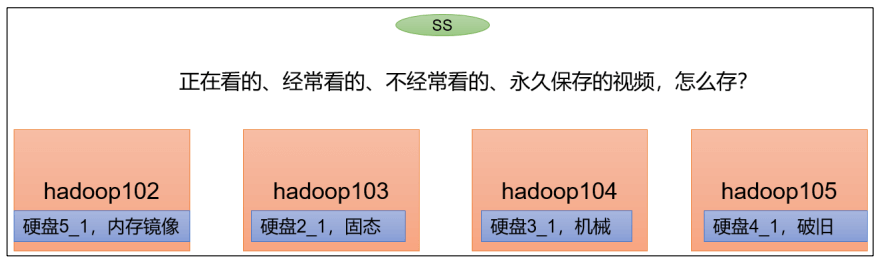 SS
正在看的、经常看的、不经常看的、永久保存的视频，怎么存？
hadoop102
hadoop103
hadoop104
hadoop105
硬盘5_1，内存镜像
硬盘2_1，固态
硬盘3_1，机械
硬盘4_1，破旧